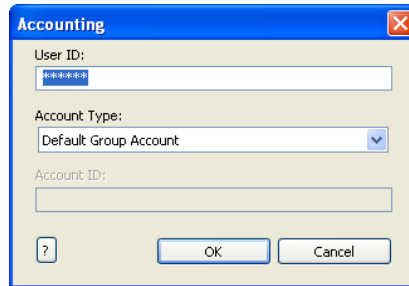 Accounting
User ID:
******
Account Type:
Default Group Account
Account ID:
?
OK
Cancel